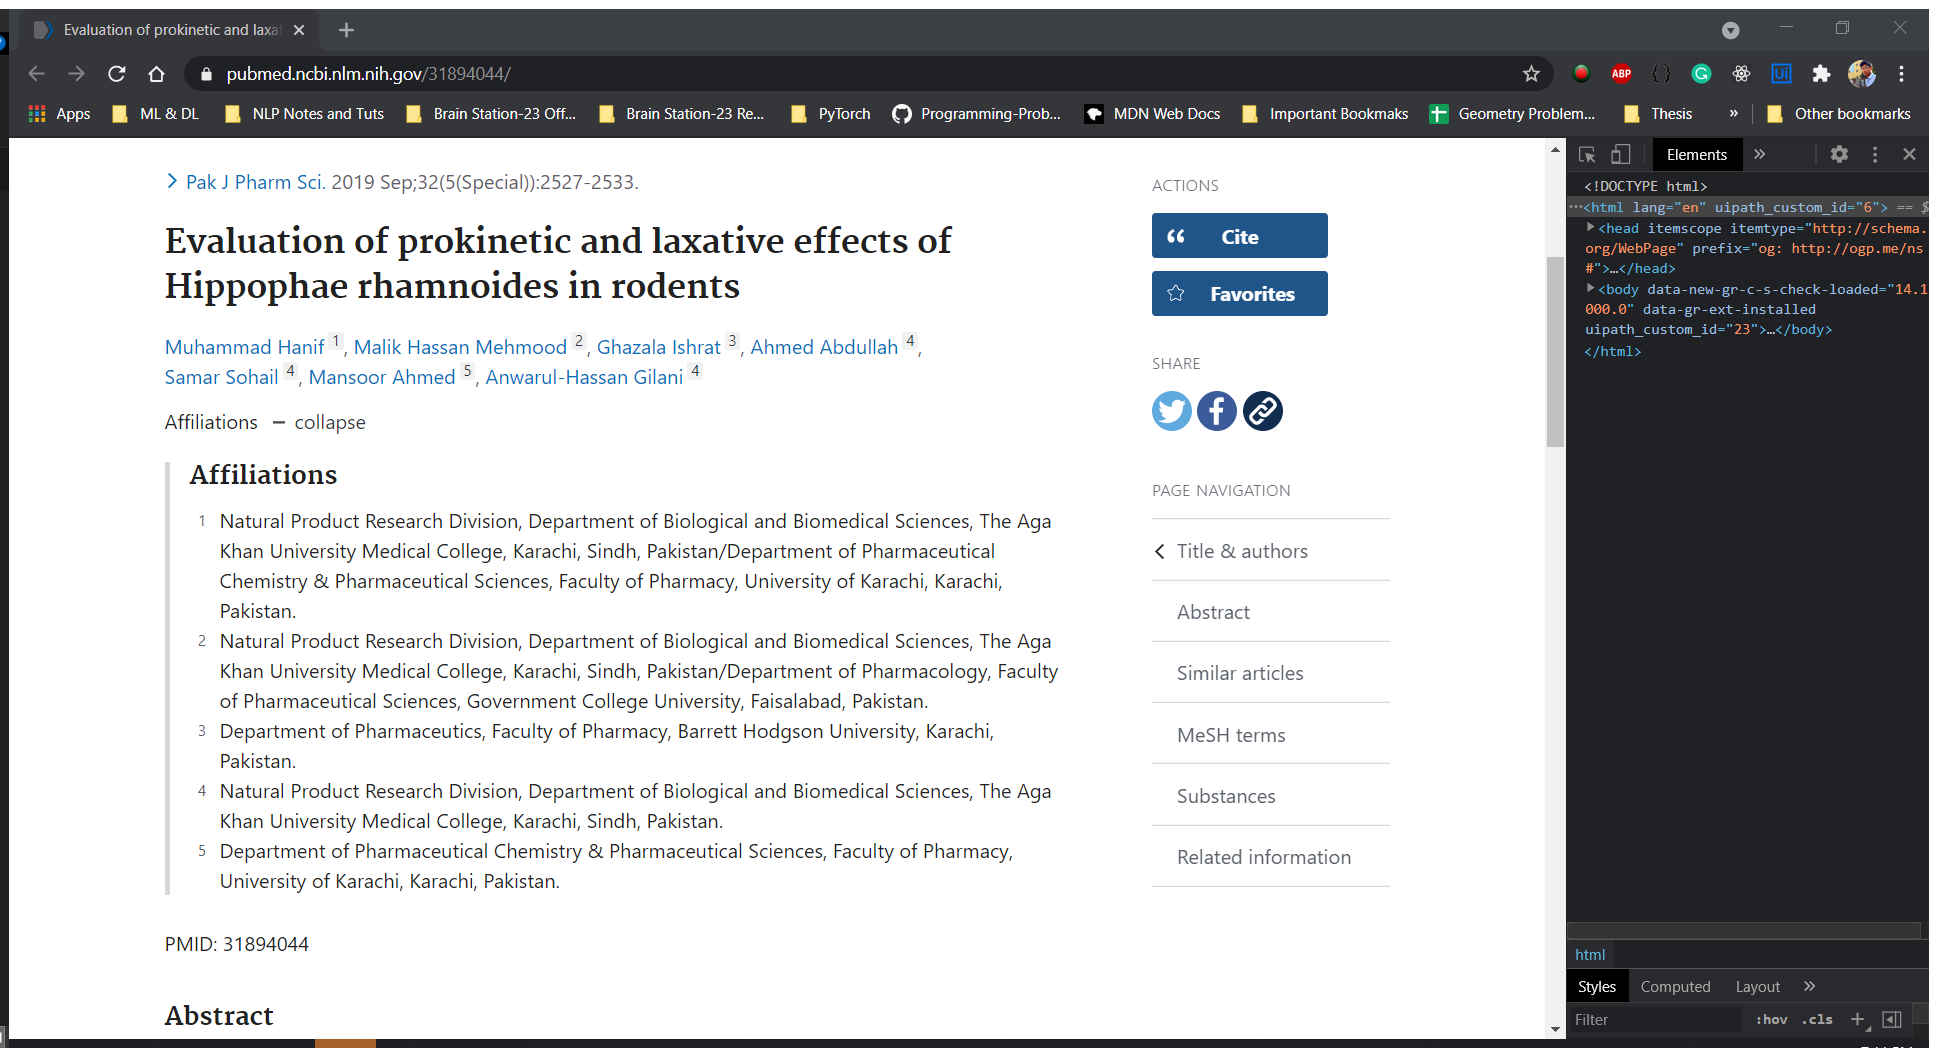 Evaluation of prokinetic and laxa
pubmed.ncbi.nlm.nih.gov/31894044/
ABP
{}
G
Ui
Apps
ML & DL
NLP Notes and Tuts
Brain Station-23 Off...
Brain Station-23 Re...
PyTorch
Programming-Prob...
MDN Web Docs
Important Bookmaks
Geometry Problem...
Thesis
»
Other bookmarks
> Pak J Pharm Sci. 2019 Sep;32(5(Special)):2527-2533.
Evaluation of prokinetic and laxative effects of
Hippophae rhamnoides in rodents
Muhammad Hanif 1, Malik Hassan Mehmood 2, Ghazala Ishrat 3, Ahmed Abdullah 4,
Samar Sohail 4, Mansoor Ahmed 5, Anwarul-Hassan Gilani 4
Affiliations − collapse
Affiliations
1 Natural Product Research Division, Department of Biological and Biomedical Sciences, The Aga
Khan University Medical College, Karachi, Sindh, Pakistan/Department of Pharmaceutical
Chemistry & Pharmaceutical Sciences, Faculty of Pharmacy, University of Karachi, Karachi,
Pakistan.
2 Natural Product Research Division, Department of Biological and Biomedical Sciences, The Aga
Khan University Medical College, Karachi, Sindh, Pakistan/Department of Pharmacology, Faculty
of Pharmaceutical Sciences, Government College University, Faisalabad, Pakistan.
3 Department of Pharmaceutics, Faculty of Pharmacy, Barrett Hodgson University, Karachi,
Pakistan.
4 Natural Product Research Division, Department of Biological and Biomedical Sciences, The Aga
Khan University Medical College, Karachi, Sindh, Pakistan.
5 Department of Pharmaceutical Chemistry & Pharmaceutical Sciences, Faculty of Pharmacy,
University of Karachi, Karachi, Pakistan.
PMID: 31894044
Abstract
ACTIONS
Cite
Favorites
SHARE
PAGE NAVIGATION
Title & authors
Abstract
Similar articles
MeSH terms
Substances
Related information
Elements
»
<!DOCTYPE html>
···<html lang="en" uipath_custom_id="6"> == $
<head itemscope itemtype="http://schema.
org/WebPage" prefix="og: http://ogp.me/ns
#">…</head>
<body data-new-gr-c-s-check-loaded="14.1
000.0" data-gr-ext-installed
uipath_custom_id="23">…</body>
</html>
html
Styles
Computed
Layout
»
Filter
:hov
.cls
+